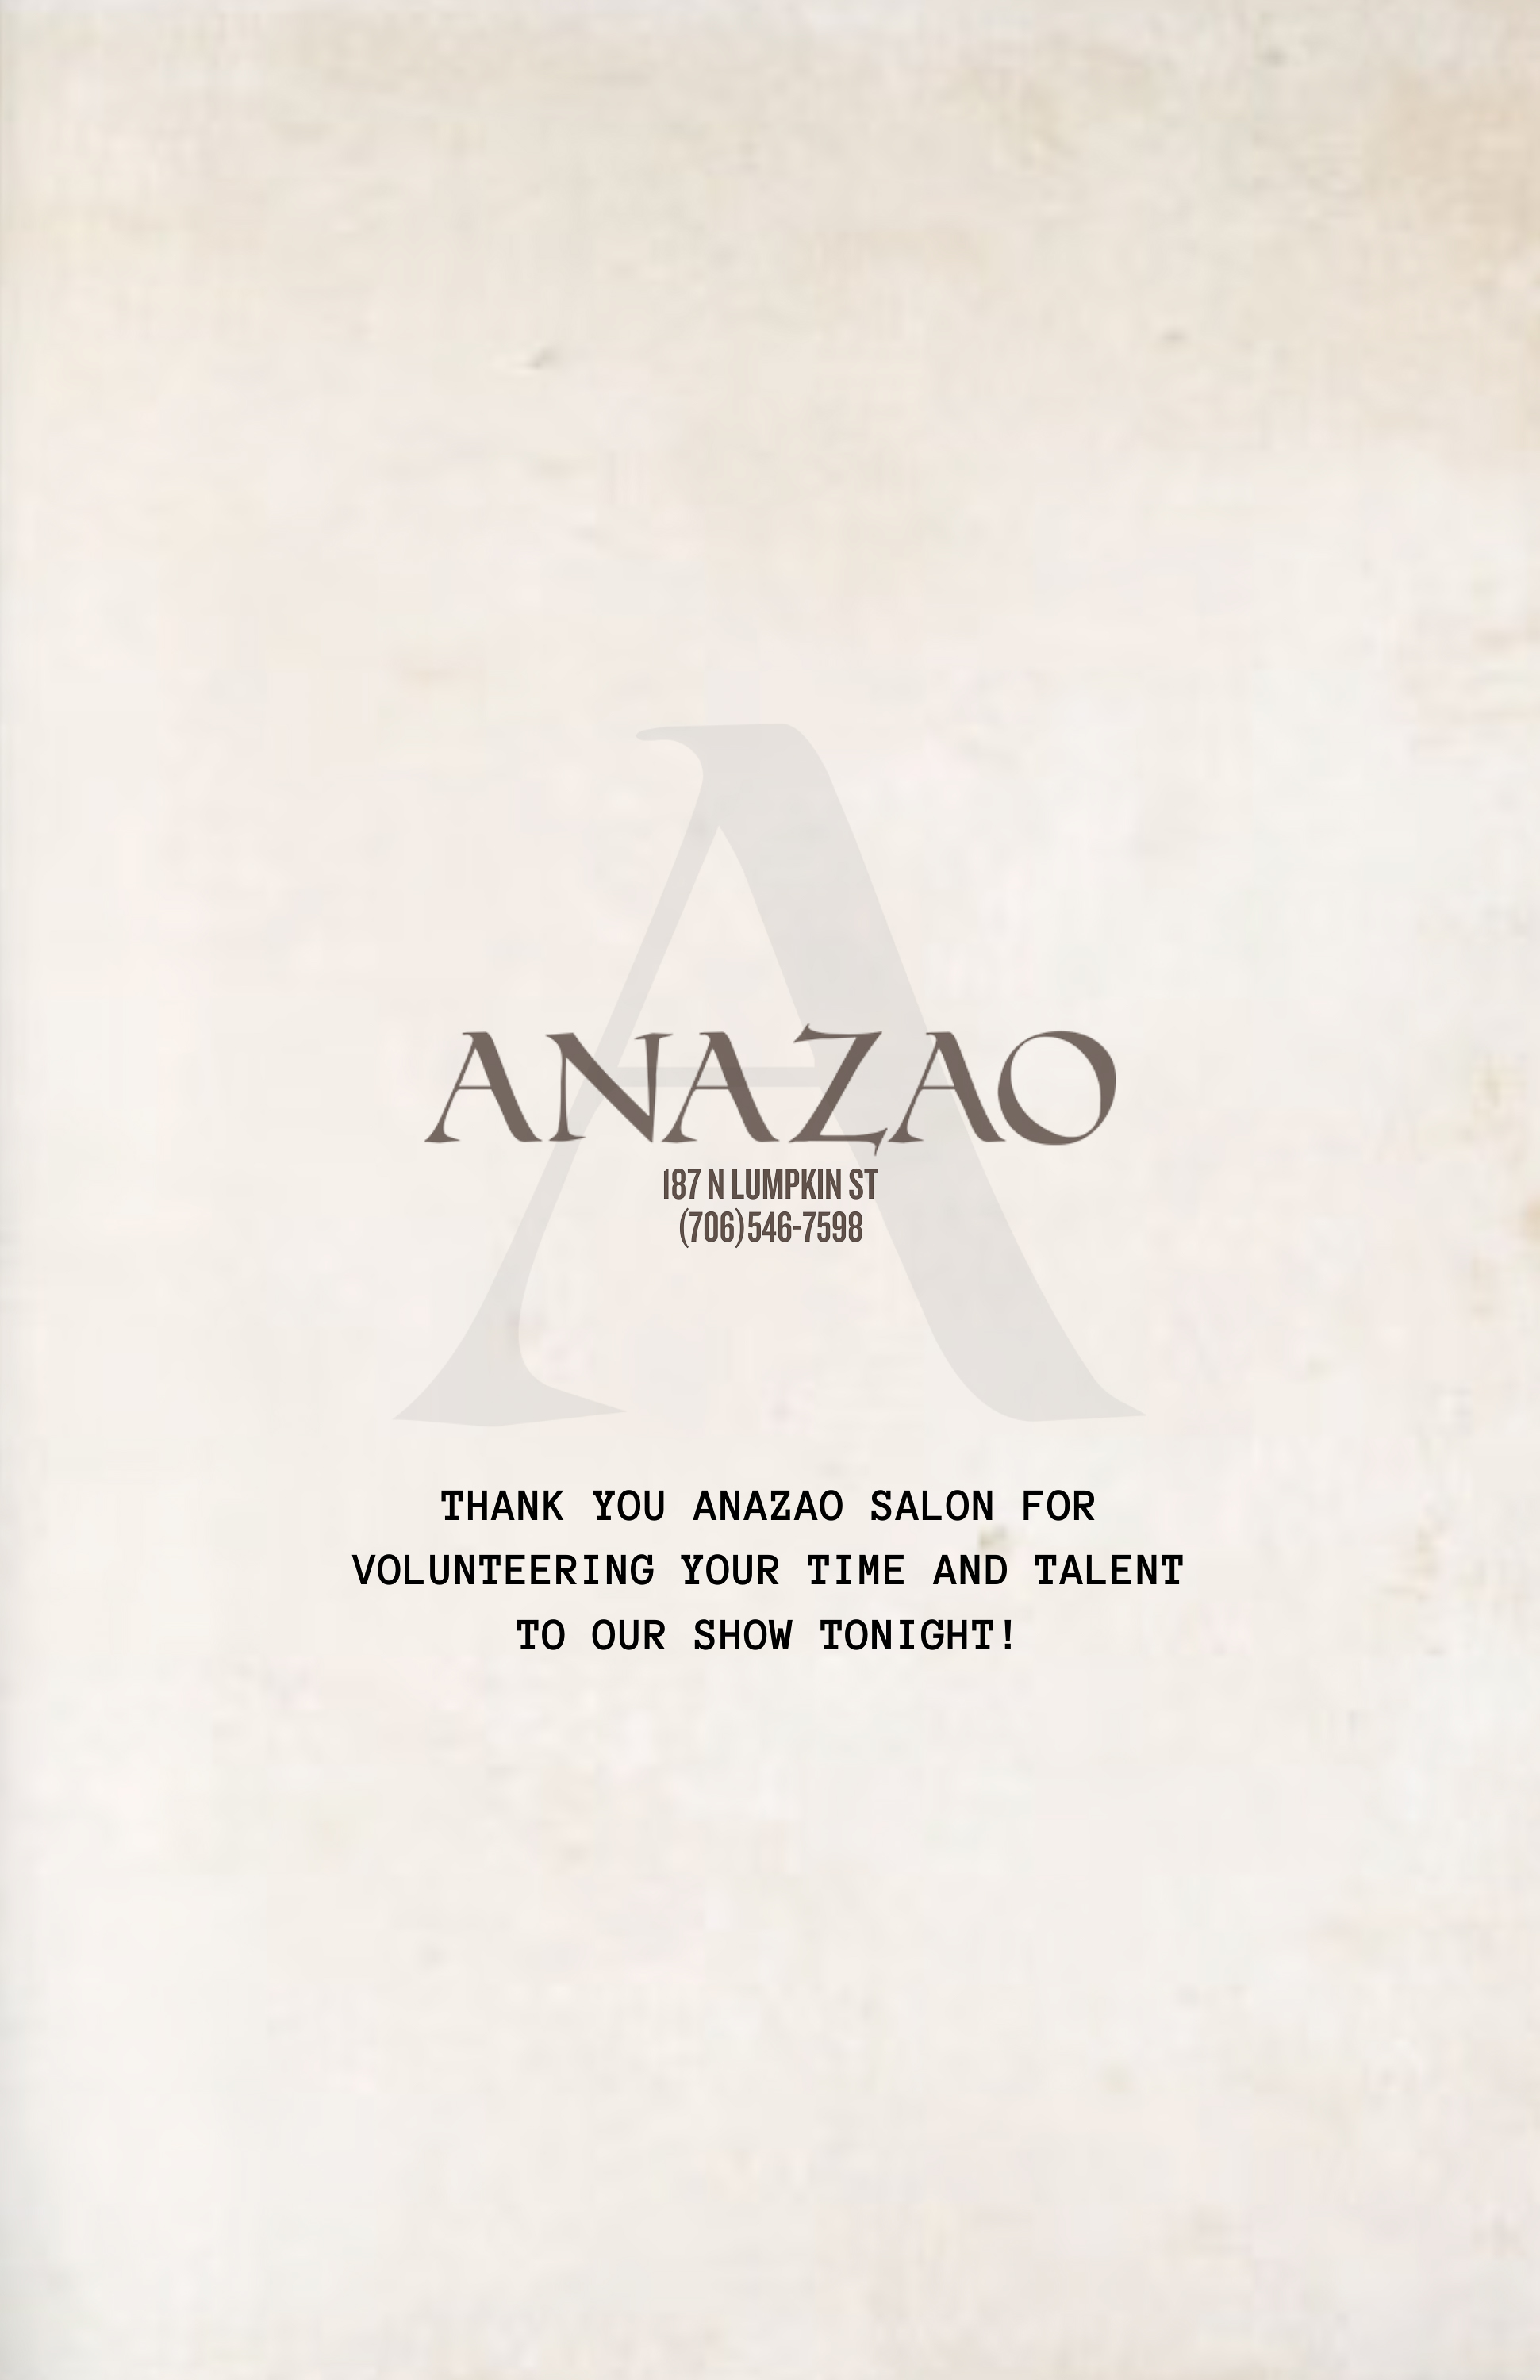 A
ANAZAO
187 N LUMPKIN ST
(706)546-7598
THANK YOU ANAZAO SALON FOR
VOLUNTEERING YOUR TIME AND TALENT
TO OUR SHOW TONIGHT!